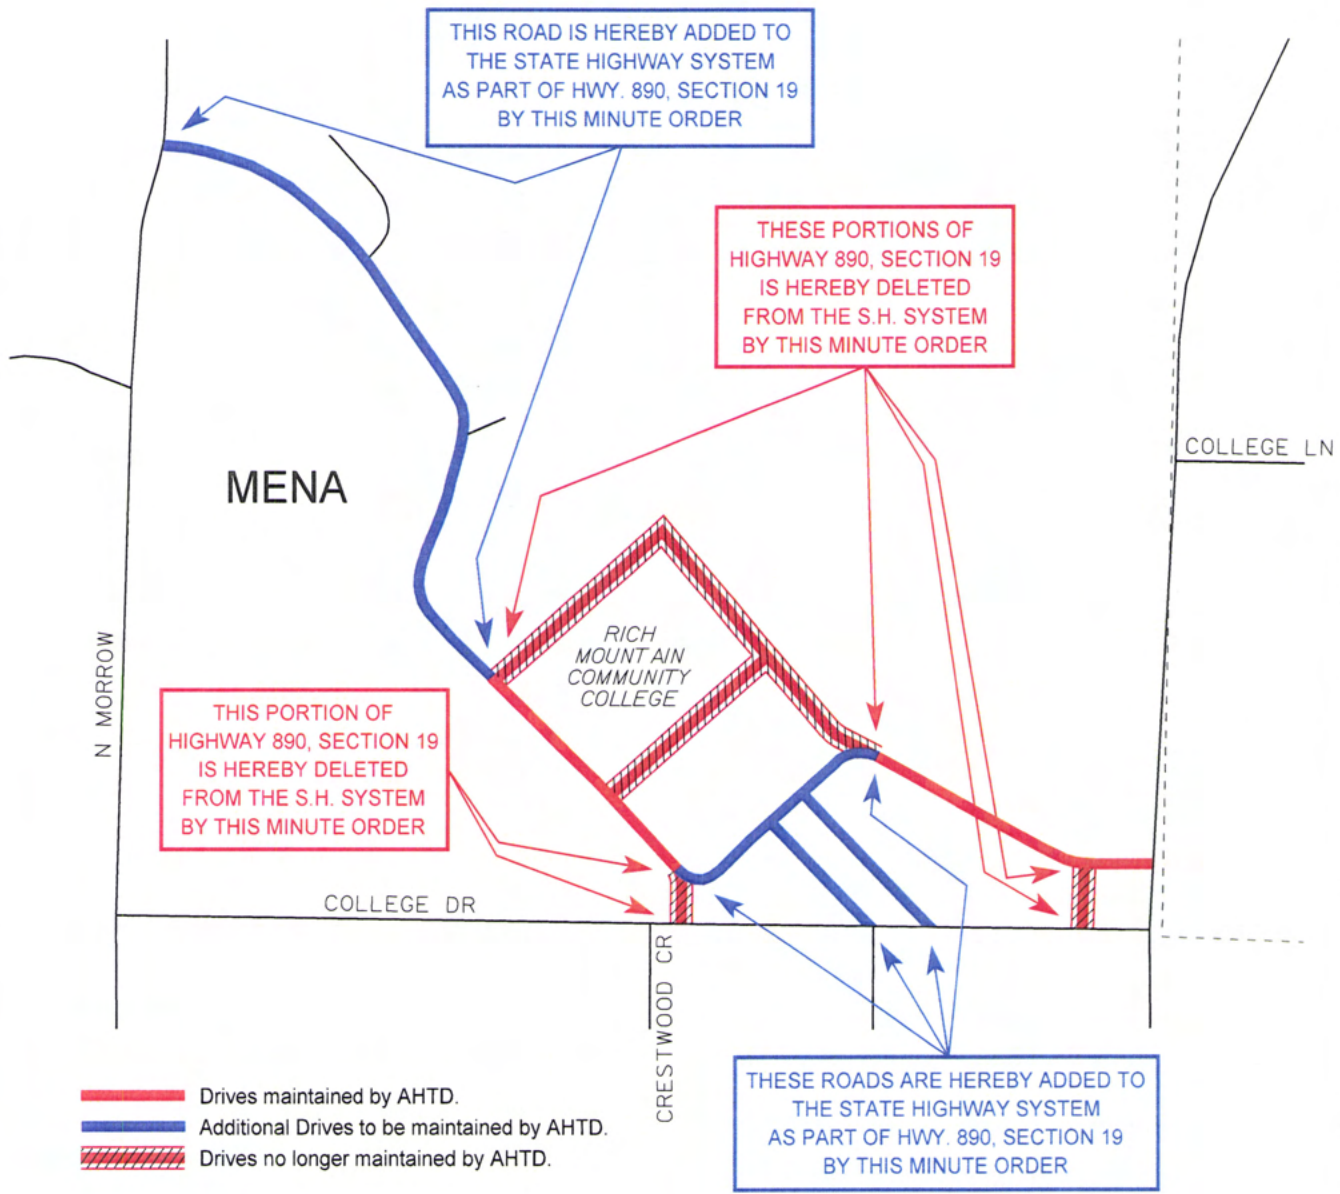 THIS ROAD IS HEREBY ADDED TO
THE STATE HIGHWAY SYSTEM
AS PART OF HWY. 890, SECTION 19
BY THIS MINUTE ORDER
THESE PORTIONS OF
HIGHWAY 890, SECTION 19
IS HEREBY DELETED
FROM THE S.H. SYSTEM
BY THIS MINUTE ORDER
COLLEGE LN
MENA
RICH
MOUNTAIN
COMMUNITY
COLLEGE
N MORROW
THIS PORTION OF
HIGHWAY 890, SECTION 19
IS HEREBY DELETED
FROM THE S.H. SYSTEM
BY THIS MINUTE ORDER
COLLEGE DR
CRESTWOOD CR
THESE ROADS ARE HEREBY ADDED TO
THE STATE HIGHWAY SYSTEM
AS PART OF HWY. 890, SECTION 19
BY THIS MINUTE ORDER
Drives maintained by AHTD.
Additional Drives to be maintained by AHTD.
Drives no longer maintained by AHTD.